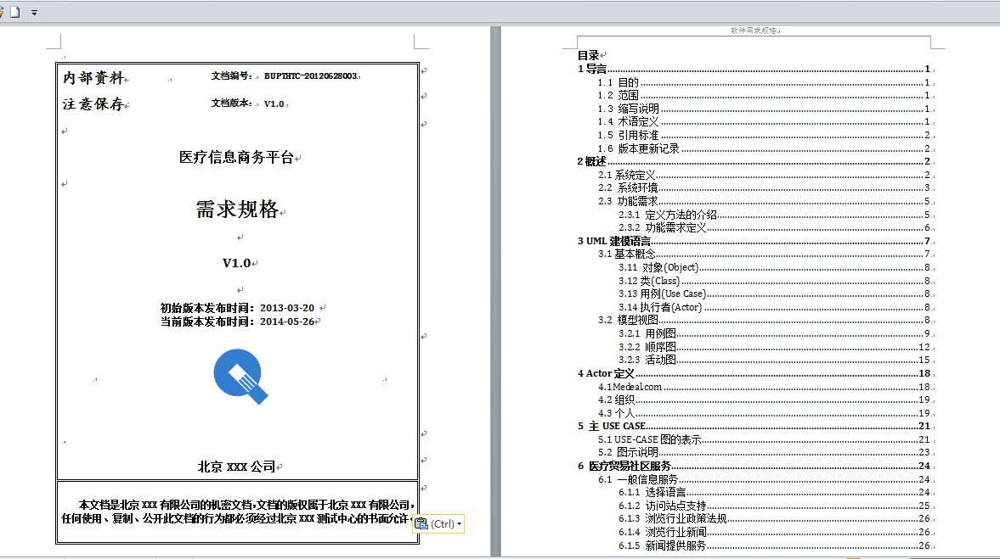 内部资料
文档编号: BUPTHTC-20120628003
注意保存
文档版本: V1.0
医疗信息商务平台
需求规格
V1.0
初始版本发布时间: 2013-03-20
当前版本发布时间: 2014-05-26
北京 XXX 公司
本文档是北京 XXX 有限公司的机密文档,文档的版权属于北京 XXX 有限公司,
任何使用、复制、公开此文档的行为都必须经过北京 XXX 测试中心的书面允许.
(Ctrl)
软件需求规格
目录
1 导言 1
1.1 目的 1
1.2 范围 1
1.3 缩写说明 1
1.4 术语定义 1
1.5 引用标准 2
1.6 版本更新记录 2
2 概述 2
2.1 系统定义 2
2.2 系统环境 3
2.3 功能需求 5
2.3.1 定义方法的介绍 5
2.3.2 功能需求定义 6
3 UML 建模语言 7
3.1 基本概念 7
3.11 对象(Object) 8
3.12 类(Class) 8
3.13 用例(Use Case) 8
3.14 执行者(Actor) 8
3.2 模型视图 8
3.2.1 用例图 9
3.2.2 顺序图 12
3.2.3 活动图 15
4 Actor 定义 18
4.1Medeal.com 18
4.2 组织 19
4.3 个人 19
5 主 USE CASE 21
5.1 USE-CASE 图的表示 21
5.2 图示说明 23
6 医疗贸易社区服务 24
6.1 一般信息服务 24
6.1.1 选择语言 24
6.1.2 访问站点支持 25
6.1.3 浏览行业政策法规 26
6.1.4 浏览行业新闻 26
6.1.5 新闻提供服务 26